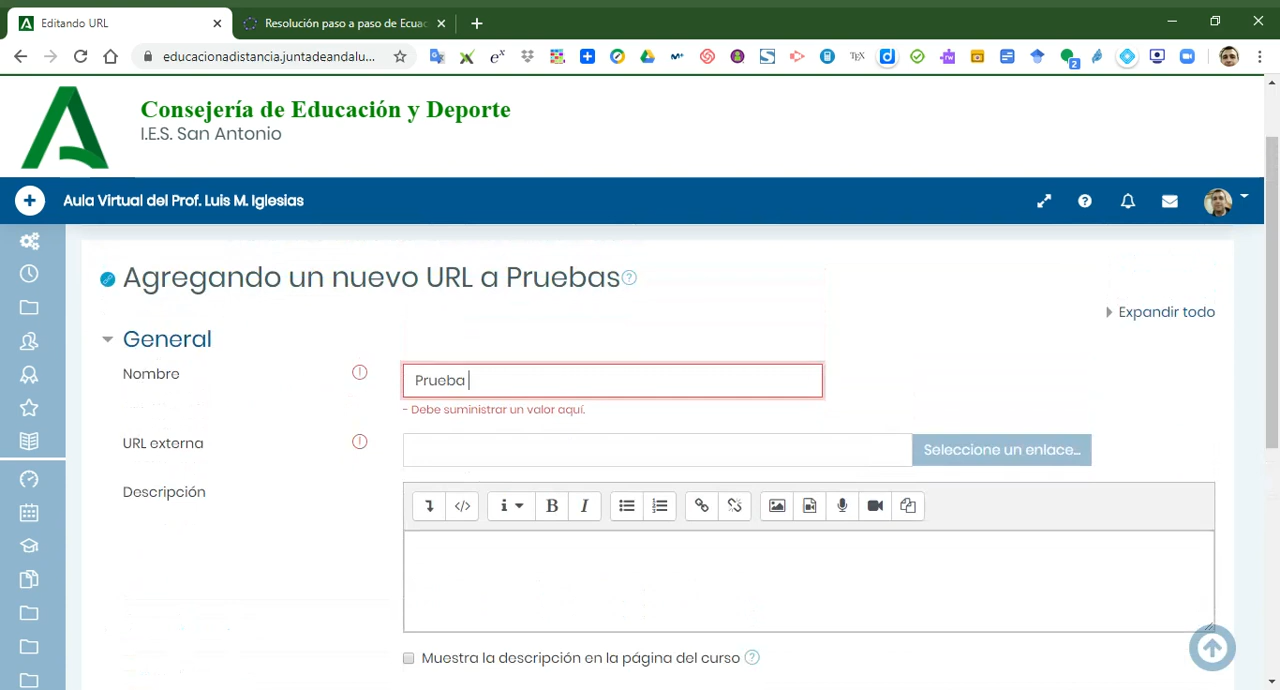 Editando URL
Resolución paso a paso de Ecuac
educacionadistancia.juntadeandalu...
Consejería de Educación y Deporte
I.E.S. San Antonio
Aula Virtual del Prof. Luis M. Iglesias
Agregando un nuevo URL a Pruebas
Expandir todo
General
Nombre
Prueba
- Debe suministrar un valor aquí.
URL externa
Seleccione un enlace...
Descripción
Muestra la descripción en la página del curso